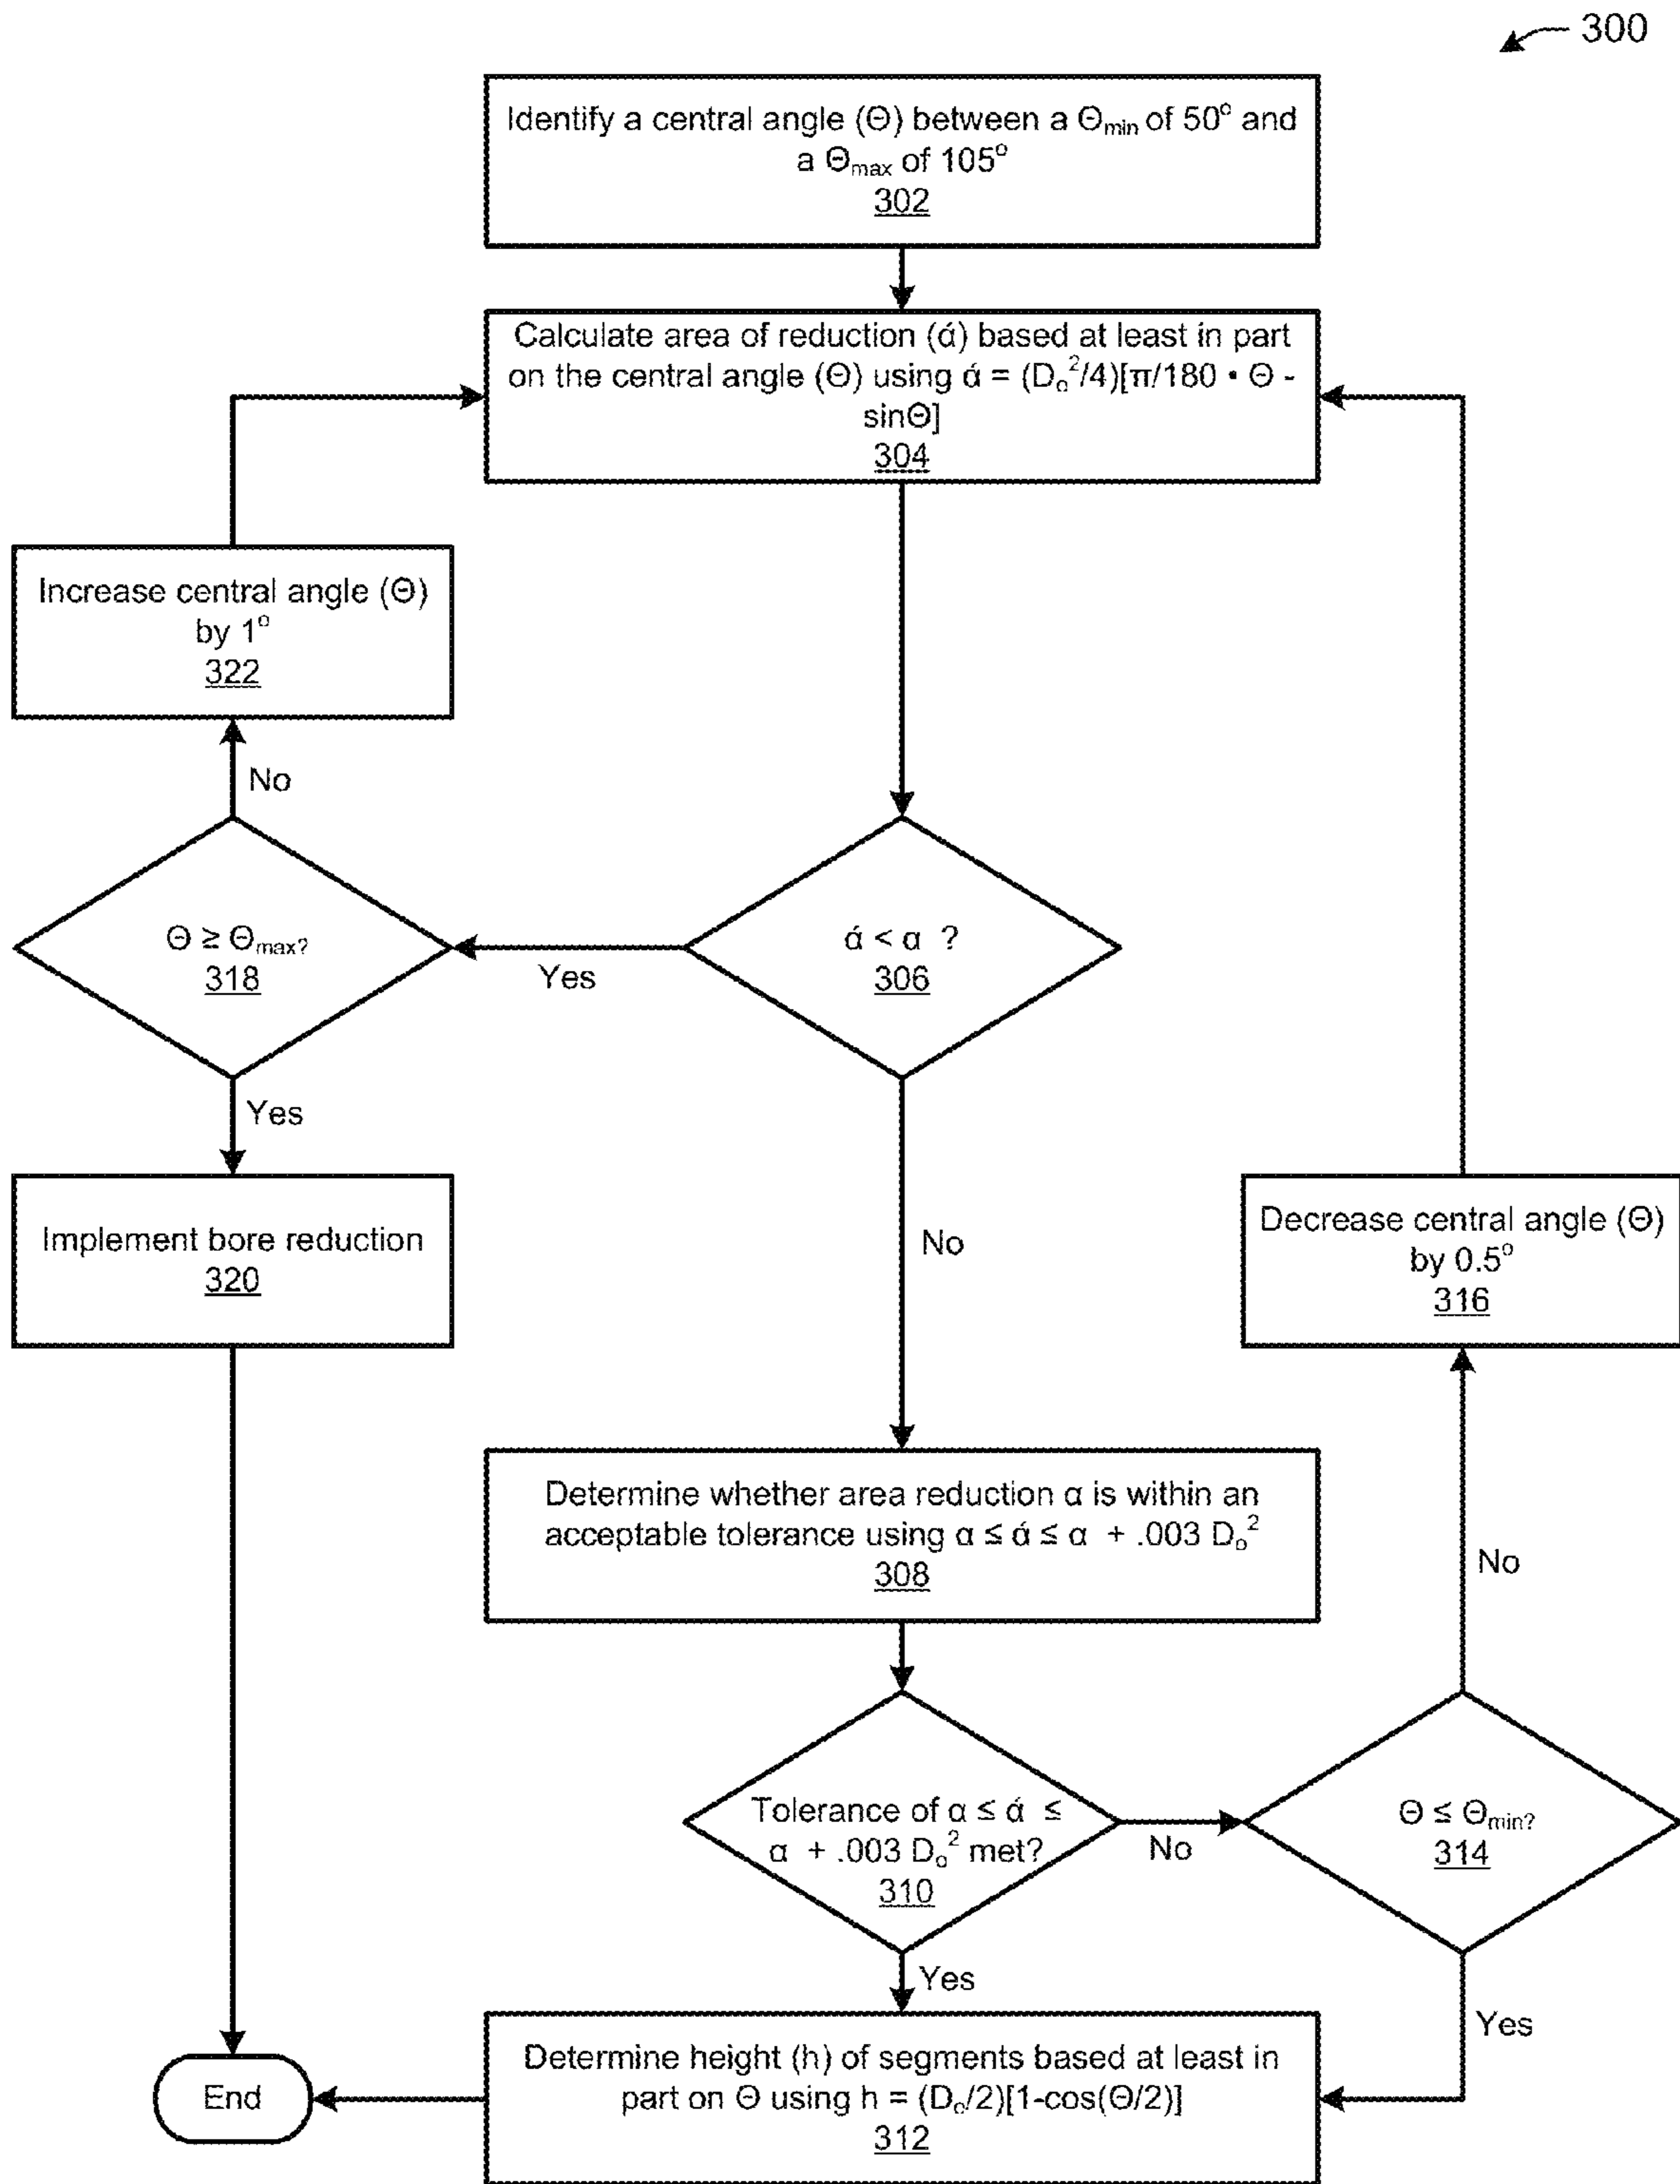 300
Identify a central angle (Θ) between a Θmin of 50° and
a Θmax of 105°
302
Calculate area of reduction (ά) based at least in part
on the central angle (Θ) using ά = (Do²/4)[π/180 • Θ -
sinΘ]
304
Increase central angle (Θ)
by 1°
322
No
Θ ≥ Θmax?
318
Yes
ά < α ?
306
Yes
Implement bore reduction
320
No
Decrease central angle (Θ)
by 0.5°
316
Determine whether area reduction α is within an
acceptable tolerance using α ≤ ά ≤ α + .003 Do²
308
No
Tolerance of α ≤ ά ≤
α + .003 Do² met?
310
No
Θ ≤ Θmin?
314
Yes
Yes
Determine height (h) of segments based at least in
part on Θ using h = (Do/2)[1-cos(Θ/2)]
312
End